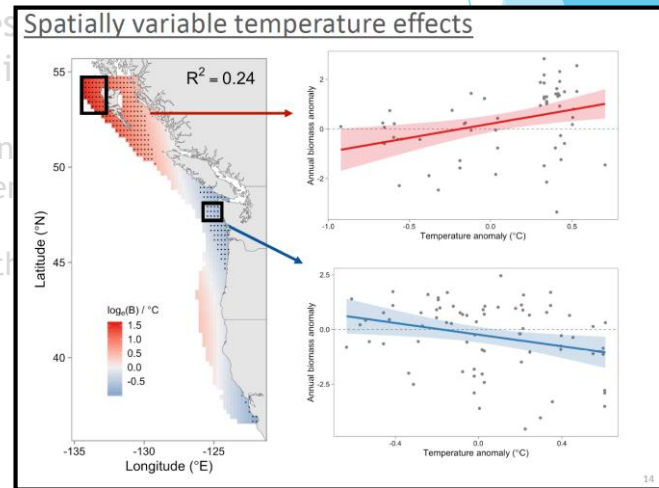 Spatially variable temperature effects
R² = 0.24
55
50
45
40
Latitude (°N)
logₑ(B) / °C
1.5
1.0
0.5
0.0
-0.5
-135
-130
-125
Longitude (°E)
Annual biomass anomaly
2
0
-2
-1.0
-0.5
0.0
0.5
Temperature anomaly (°C)
Annual biomass anomaly
2.5
0.0
-2.5
-0.4
0.0
0.4
Temperature anomaly (°C)
14